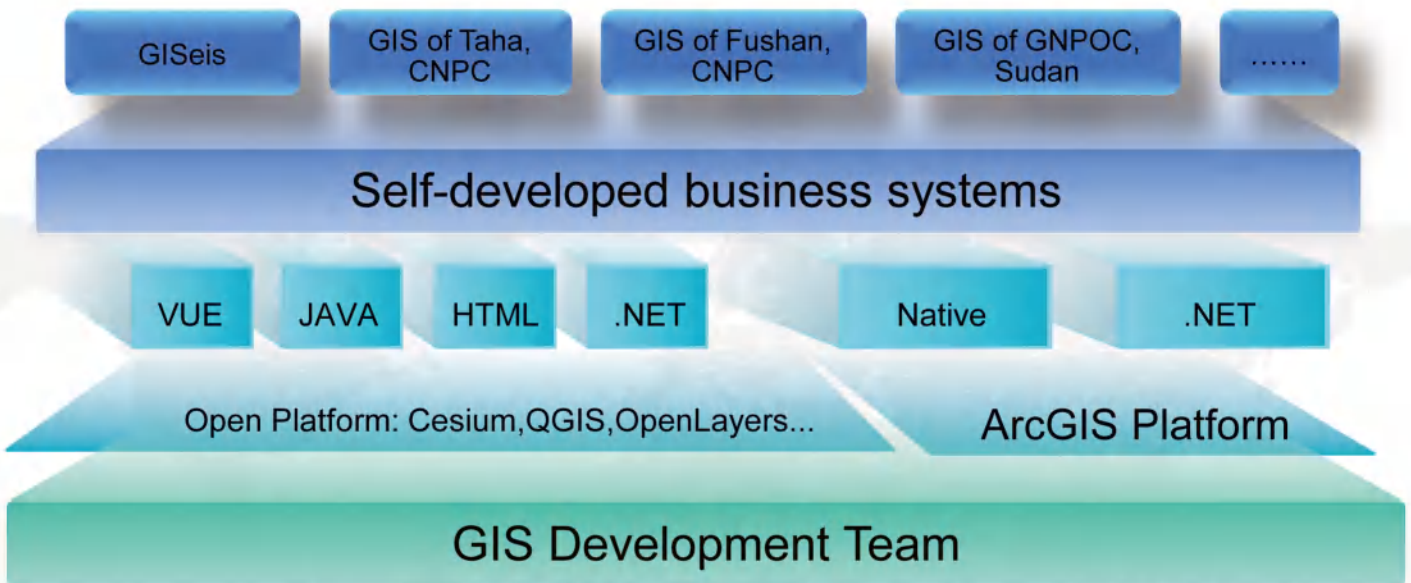 GISeis
GIS of Taha,
CNPC
GIS of Fushan,
CNPC
GIS of GNPOC,
Sudan
......
Self-developed business systems
VUE
JAVA
HTML
.NET
Native
.NET
Open Platform: Cesium,QGIS,OpenLayers...
ArcGIS Platform
GIS Development Team